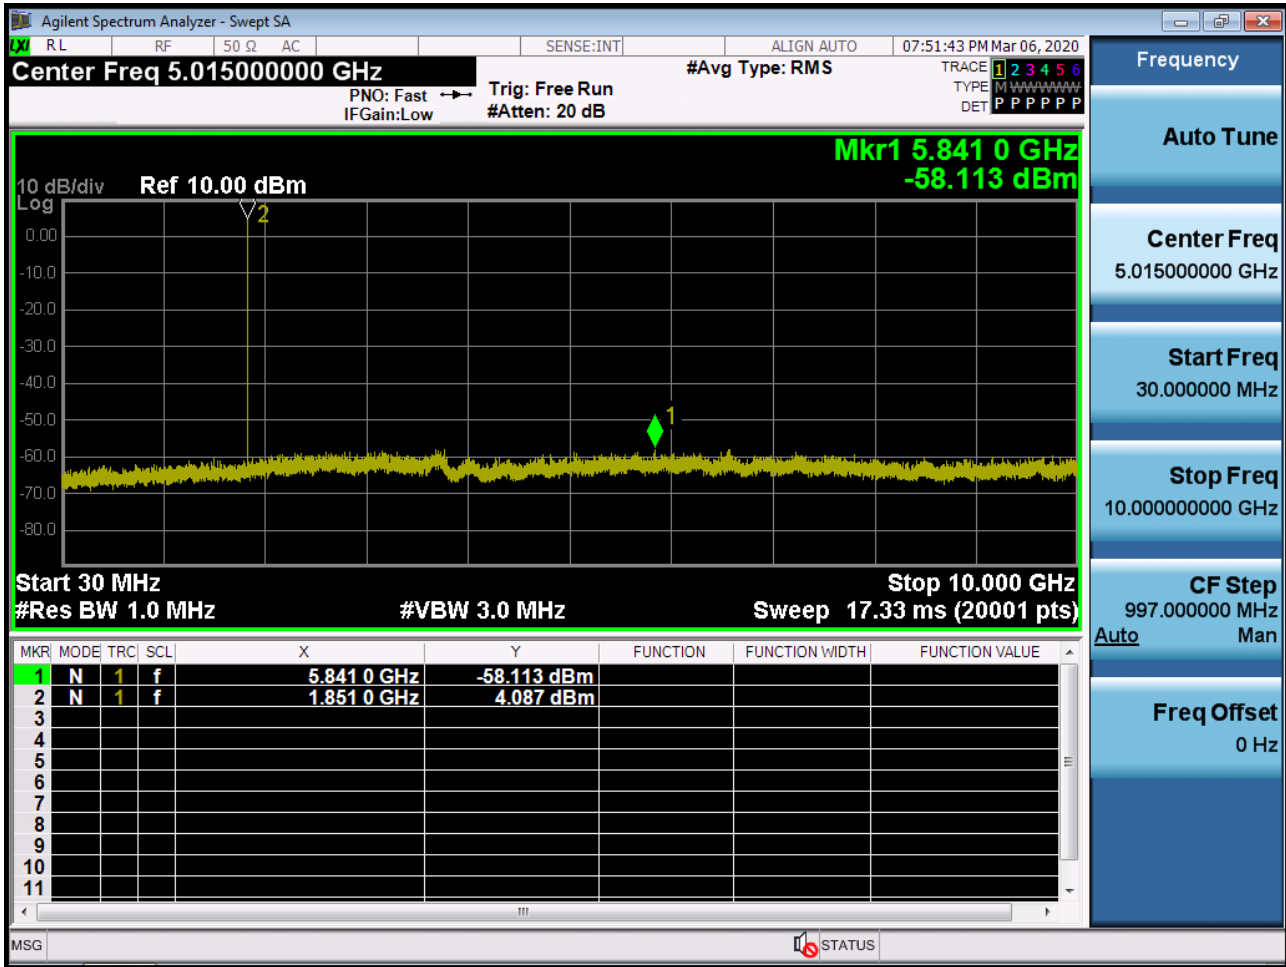 Agilent Spectrum Analyzer - Swept SA
LXI RL RF 50 Ω AC SENSE:INT ALIGN AUTO 07:51:43 PM Mar 06, 2020
Center Freq 5.015000000 GHz
PNO: Fast
IFGain:Low
Trig: Free Run
#Atten: 20 dB
#Avg Type: RMS
TRACE 1 2 3 4 5 6
TYPE M W W W W W
DET P P P P P P
Mkr1 5.841 0 GHz
-58.113 dBm
10 dB/div Ref 10.00 dBm
Log
2
0.00
-10.0
-20.0
-30.0
-40.0
-50.0
1
-60.0
-70.0
-80.0
Start 30 MHz Stop 10.000 GHz
#Res BW 1.0 MHz #VBW 3.0 MHz Sweep 17.33 ms (20001 pts)
MKR MODE TRC SCL X Y FUNCTION FUNCTION WIDTH FUNCTION VALUE
1 N 1 f 5.841 0 GHz -58.113 dBm
2 N 1 f 1.851 0 GHz 4.087 dBm
3
4
5
6
7
8
9
10
11
MSG STATUS
Frequency
Auto Tune
Center Freq
5.015000000 GHz
Start Freq
30.000000 MHz
Stop Freq
10.000000000 GHz
CF Step
997.000000 MHz
Auto Man
Freq Offset
0 Hz